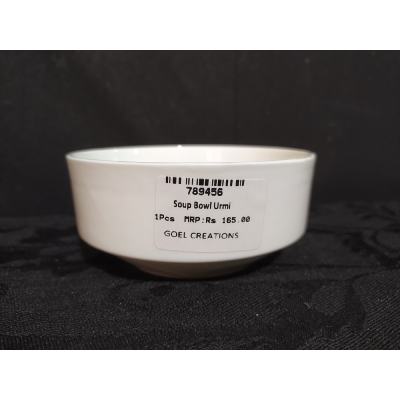 789456
Soup Bowl Urmi
1Pcs MRP:Rs 165.00
GOEL CREATIONS